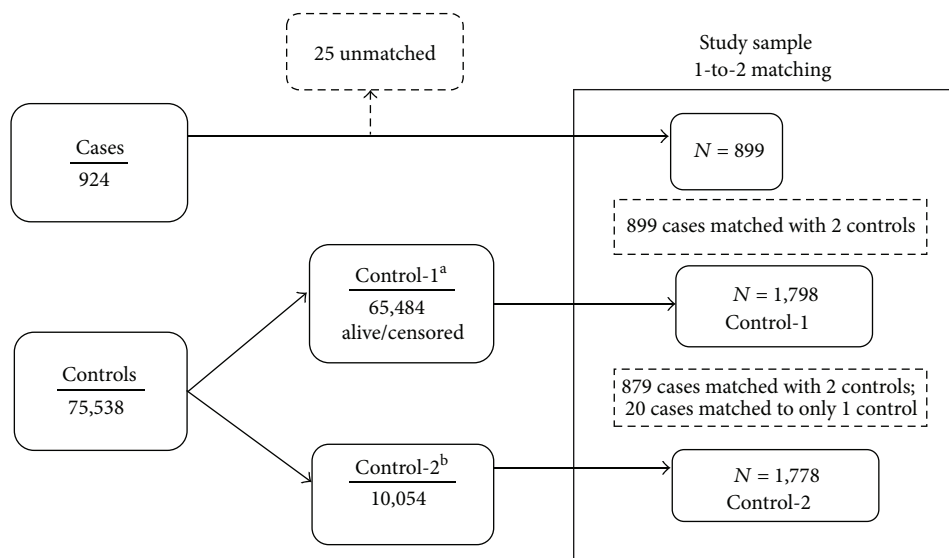 25 unmatched
Study sample
1-to-2 matching
Cases
924
N = 899
899 cases matched with 2 controls
Control-1ᵃ
65,484
alive/censored
N = 1,798
Control-1
Controls
75,538
879 cases matched with 2 controls;
20 cases matched to only 1 control
Control-2ᵇ
10,054
N = 1,778
Control-2